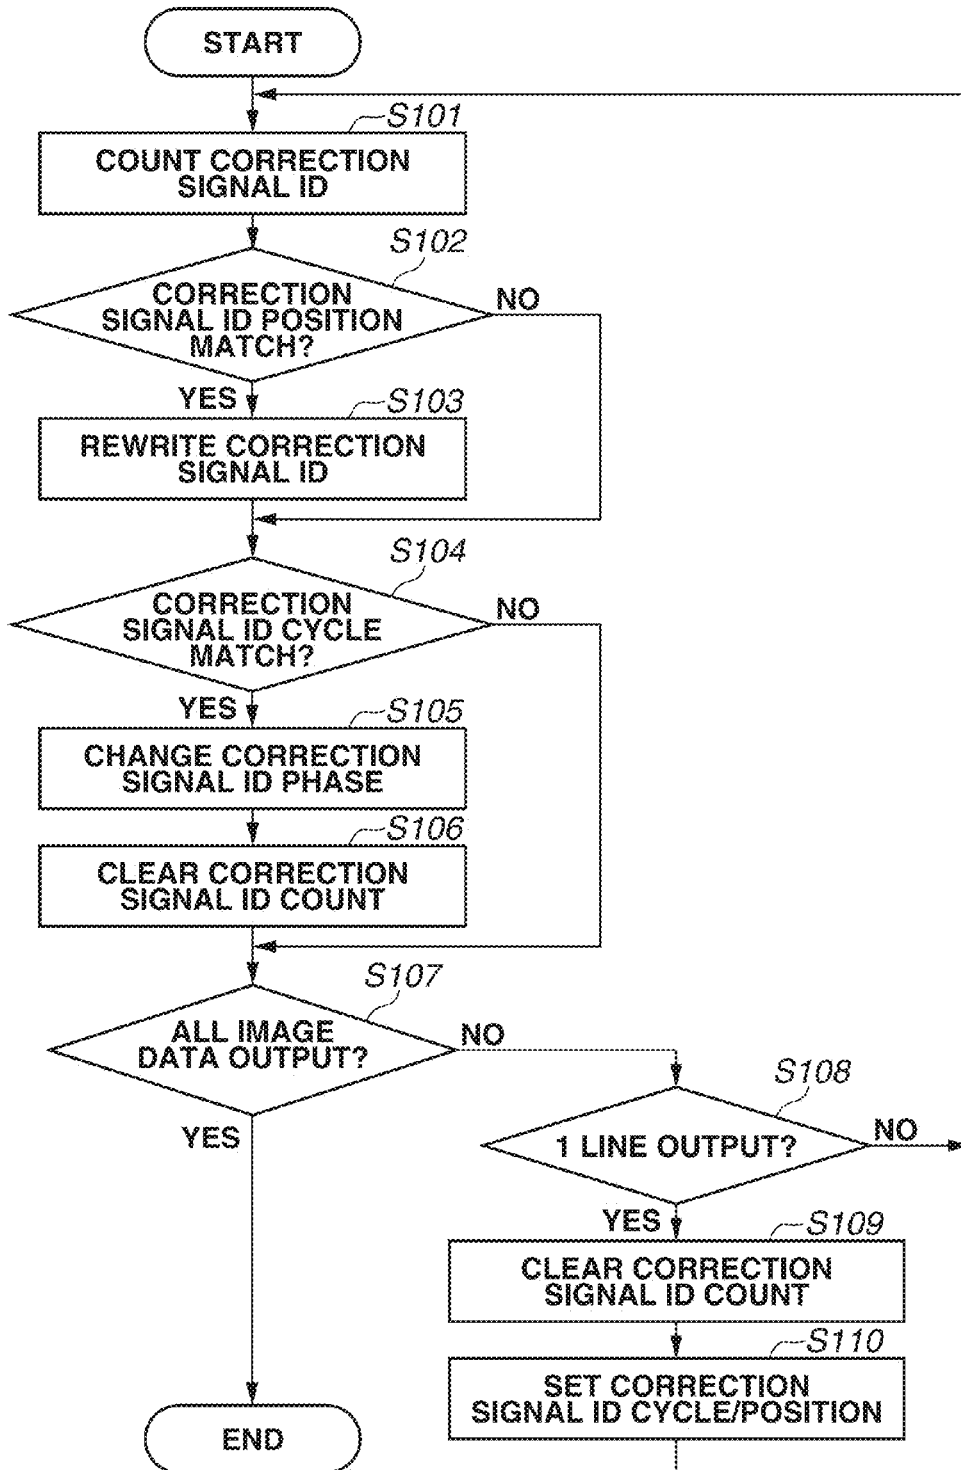 START
S101
COUNT CORRECTION
SIGNAL ID
S102
CORRECTION
SIGNAL ID POSITION
MATCH?
NO
YES
S103
REWRITE CORRECTION
SIGNAL ID
S104
CORRECTION
SIGNAL ID CYCLE
MATCH?
NO
YES
S105
CHANGE CORRECTION
SIGNAL ID PHASE
S106
CLEAR CORRECTION
SIGNAL ID COUNT
S107
ALL IMAGE
DATA OUTPUT?
NO
YES
S108
1 LINE OUTPUT?
NO
YES
S109
CLEAR CORRECTION
SIGNAL ID COUNT
S110
SET CORRECTION
SIGNAL ID CYCLE/POSITION
END